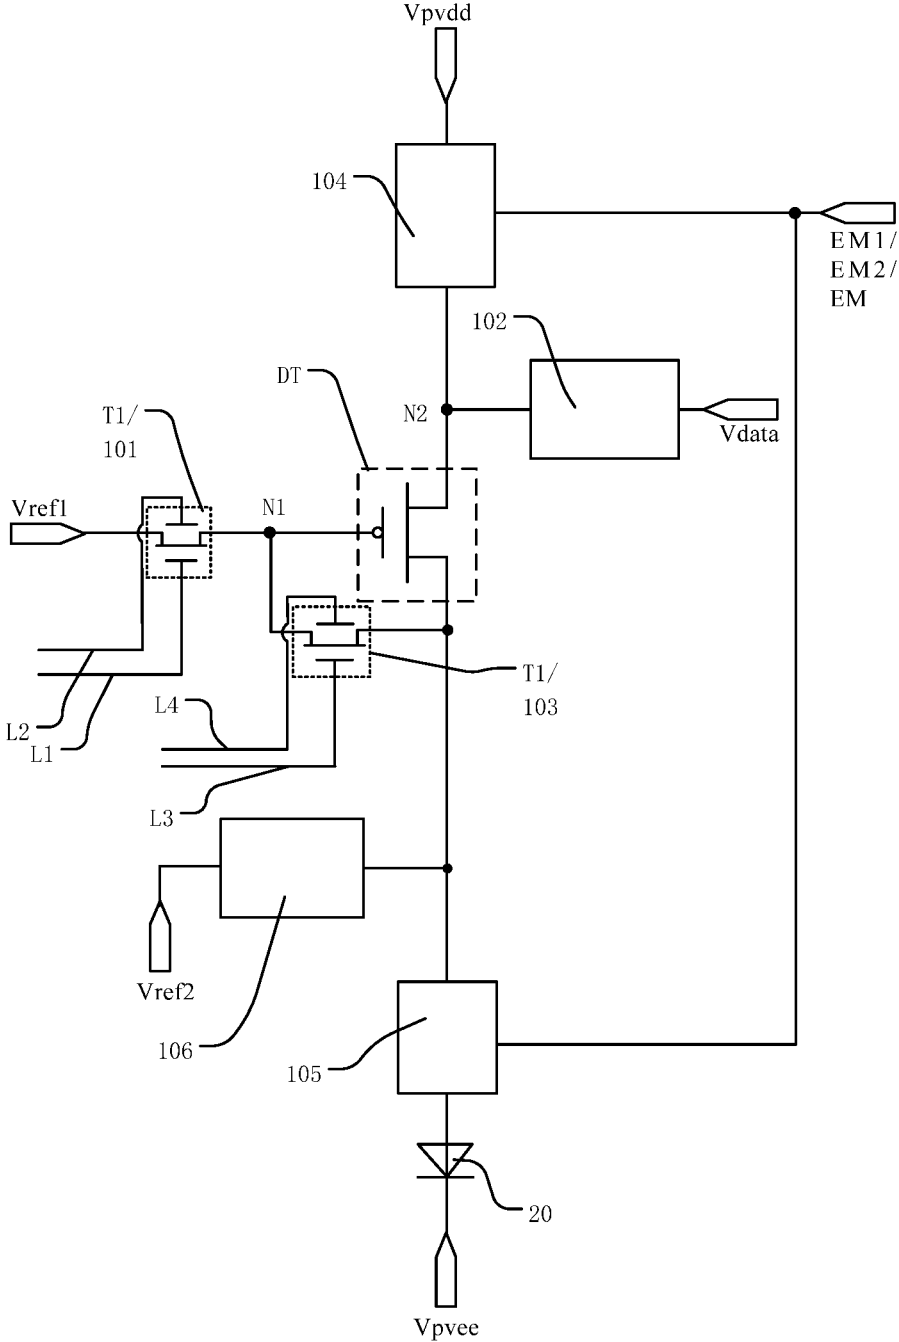 Vpvdd
104
EM1/
EM2/
EM
102
DT
N2
T1/
101
Vdata
Vref1
N1
T1/
103
L4
L2
L1
L3
Vref2
106
105
20
Vpvee